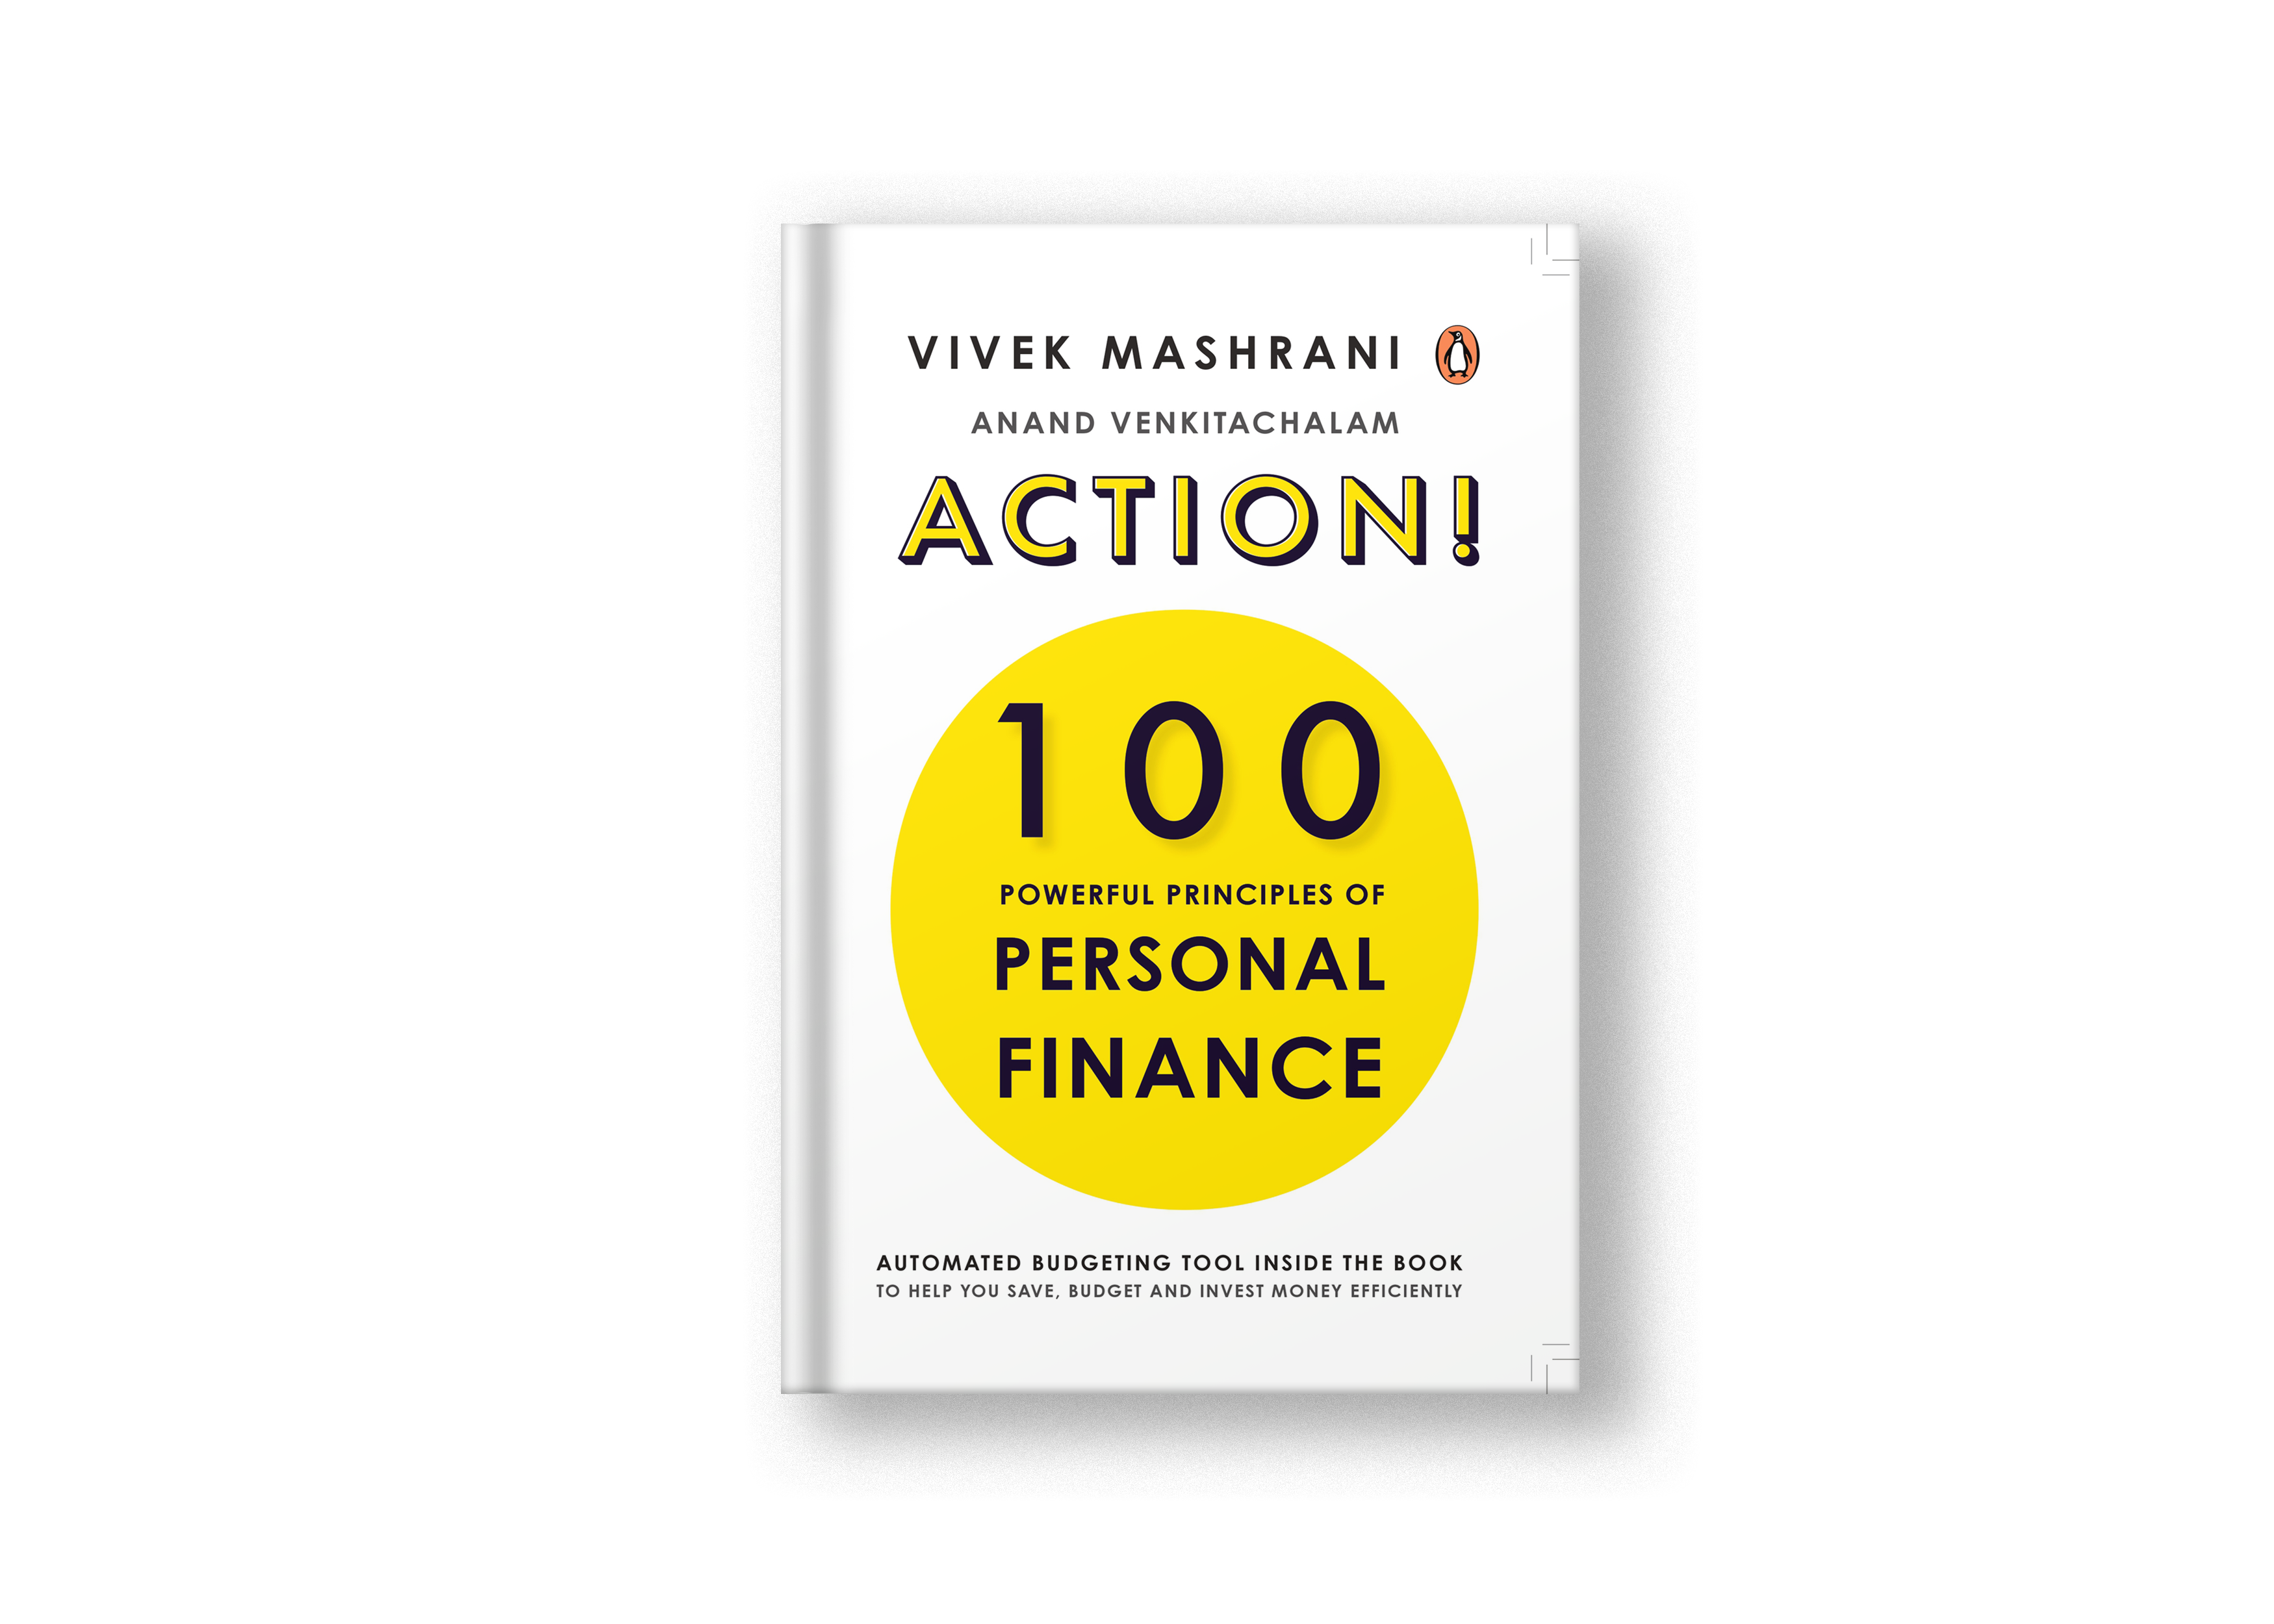 VIVEK MASHRANI
ANAND VENKITACHALAM
ACTION!
100
POWERFUL PRINCIPLES OF
PERSONAL
FINANCE
AUTOMATED BUDGETING TOOL INSIDE THE BOOK
TO HELP YOU SAVE, BUDGET AND INVEST MONEY EFFICIENTLY